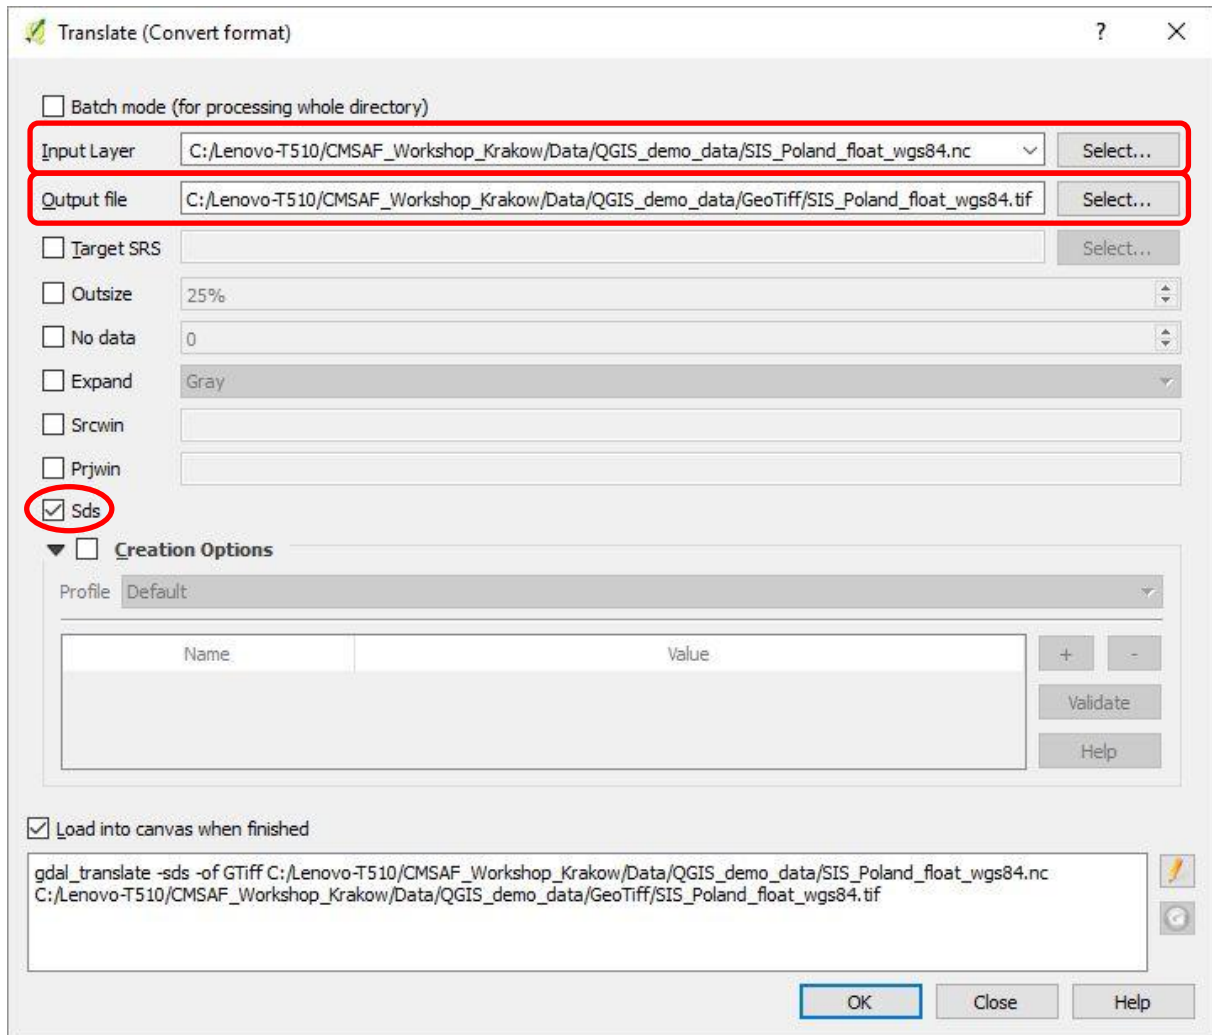 Translate (Convert format) ?
Batch mode (for processing whole directory)
Input Layer C:/Lenovo-T510/CMSAF_Workshop_Krakow/Data/QGIS_demo_data/SIS_Poland_float_wgs84.nc Select...
Output file C:/Lenovo-T510/CMSAF_Workshop_Krakow/Data/QGIS_demo_data/GeoTiff/SIS_Poland_float_wgs84.tif Select...
Target SRS Select...
Outsize 25%
No data 0
Expand Gray
Srcwin
Prjwin
Sds
Creation Options
Profile Default
Name Value + -
Validate
Help
Load into canvas when finished
gdal_translate -sds -of GTiff C:/Lenovo-T510/CMSAF_Workshop_Krakow/Data/QGIS_demo_data/SIS_Poland_float_wgs84.nc
C:/Lenovo-T510/CMSAF_Workshop_Krakow/Data/QGIS_demo_data/GeoTiff/SIS_Poland_float_wgs84.tif
OK Close Help